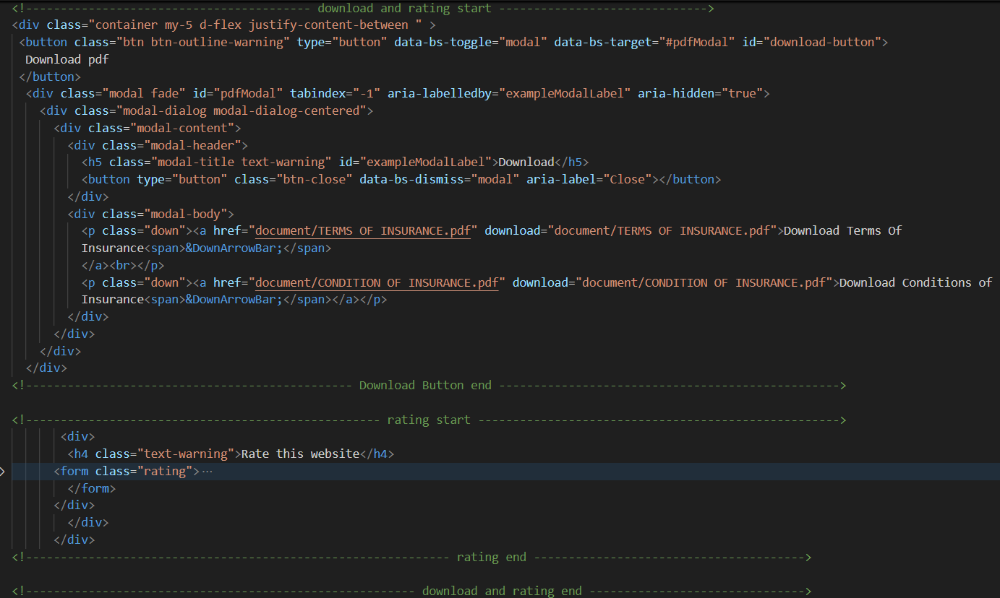 <!----------------------------------------- download and rating start ------------------------------>
<div class="container my-5 d-flex justify-content-between " >
<button class="btn btn-outline-warning" type="button" data-bs-toggle="modal" data-bs-target="#pdfModal" id="download-button">
Download pdf
</button>
<div class="modal fade" id="pdfModal" tabindex="-1" aria-labelledby="exampleModalLabel" aria-hidden="true">
<div class="modal-dialog modal-dialog-centered">
<div class="modal-content">
<div class="modal-header">
<h5 class="modal-title text-warning" id="exampleModalLabel">Download</h5>
<button type="button" class="btn-close" data-bs-dismiss="modal" aria-label="Close"></button>
</div>
<div class="modal-body">
<p class="down"><a href="document/TERMS OF INSURANCE.pdf" download="document/TERMS OF INSURANCE.pdf">Download Terms Of
Insurance<span>&DownArrowBar;</span>
</a><br></p>
<p class="down"><a href="document/CONDITION OF INSURANCE.pdf" download="document/CONDITION OF INSURANCE.pdf">Download Conditions of
Insurance<span>&DownArrowBar;</span></a></p>
</div>
</div>
</div>
</div>
<!----------------------------------------------- Download Button end ------------------------------------------------->
<!--------------------------------------------------- rating start ---------------------------------------------------->
<div>
<h4 class="text-warning">Rate this website</h4>
<form class="rating">···
</form>
</div>
</div>
</div>
<!------------------------------------------------------------- rating end --------------------------------------->
<!-------------------------------------------------------- download and rating end ------------------------------->